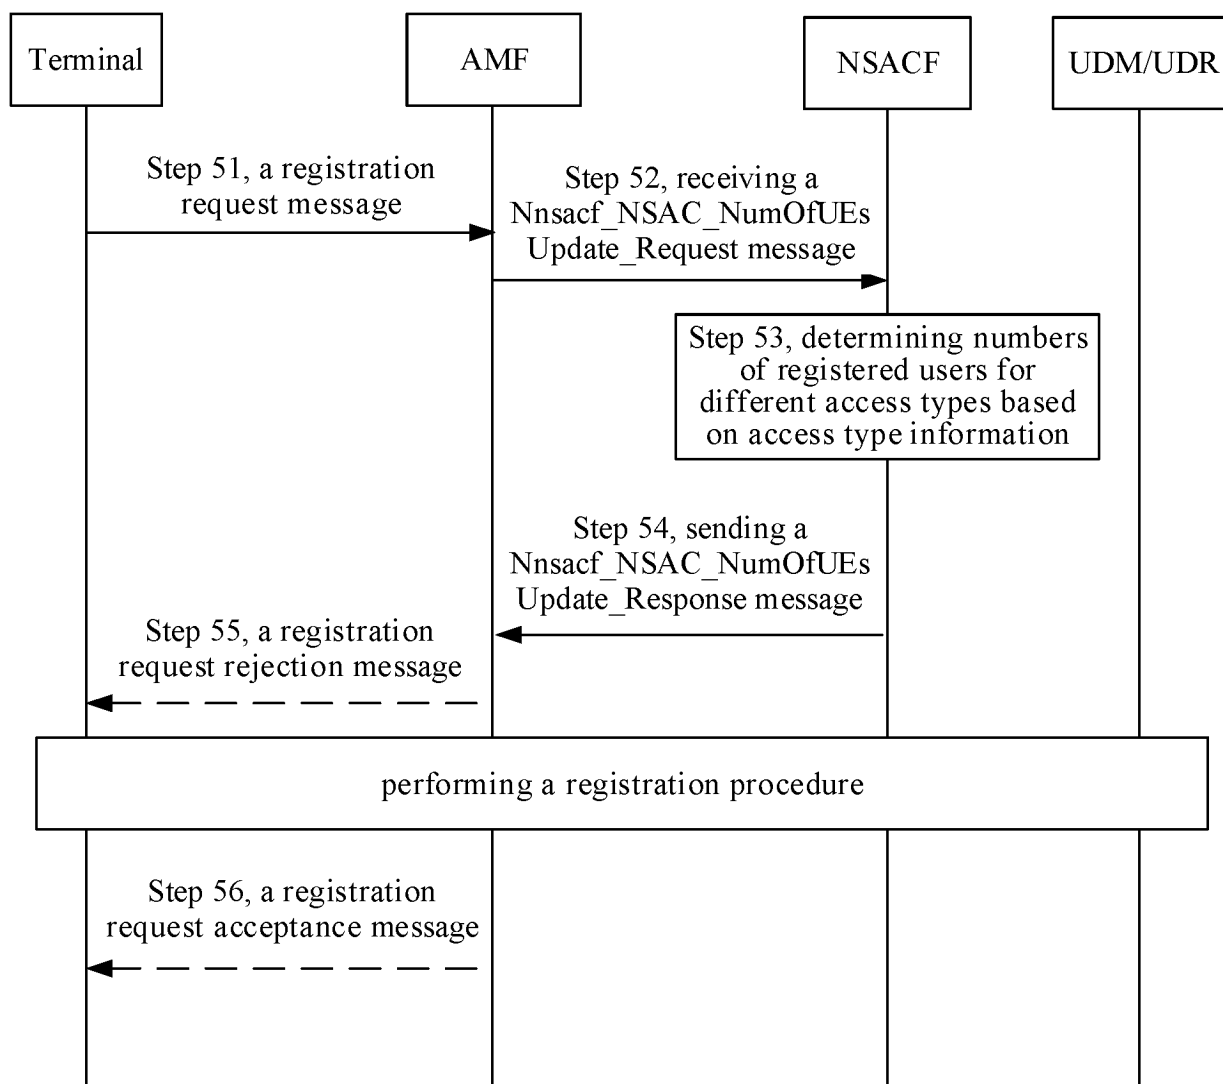 Terminal
AMF
NSACF
UDM/UDR
Step 51, a registration
request message
Step 52, receiving a
Nnsacf_NSAC_NumOfUEs
Update_Request message
Step 53, determining numbers
of registered users for
different access types based
on access type information
Step 54, sending a
Nnsacf_NSAC_NumOfUEs
Update_Response message
Step 55, a registration
request rejection message
performing a registration procedure
Step 56, a registration
request acceptance message